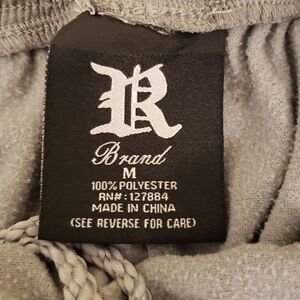 R
Brand
M
100% POLYESTER
RN#: 127884
MADE IN CHINA
(SEE REVERSE FOR CARE)